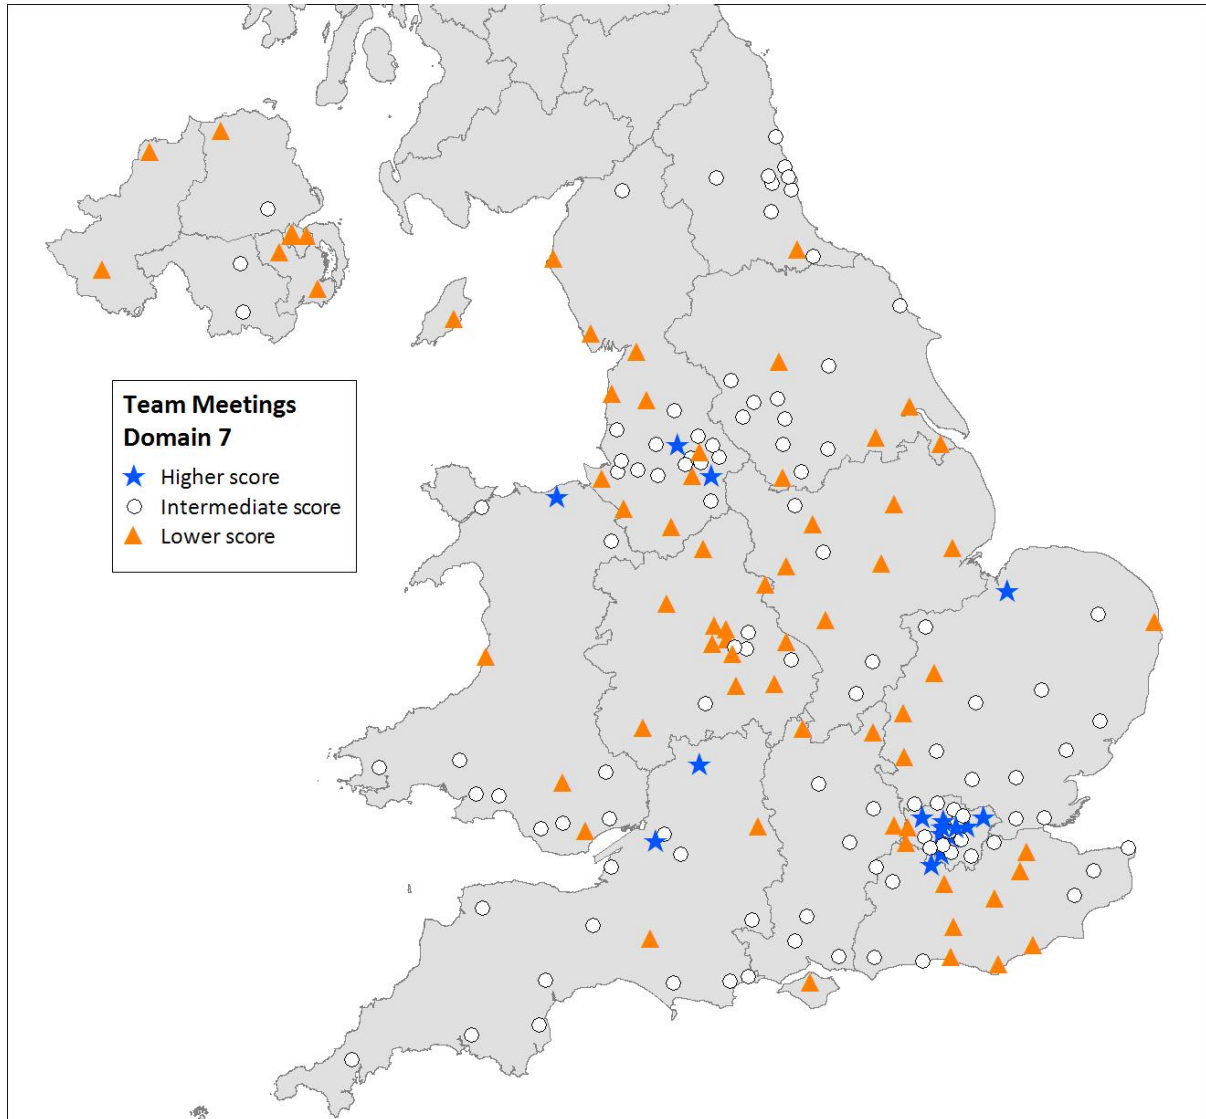 Team Meetings
Domain 7
Higher score
Intermediate score
Lower score